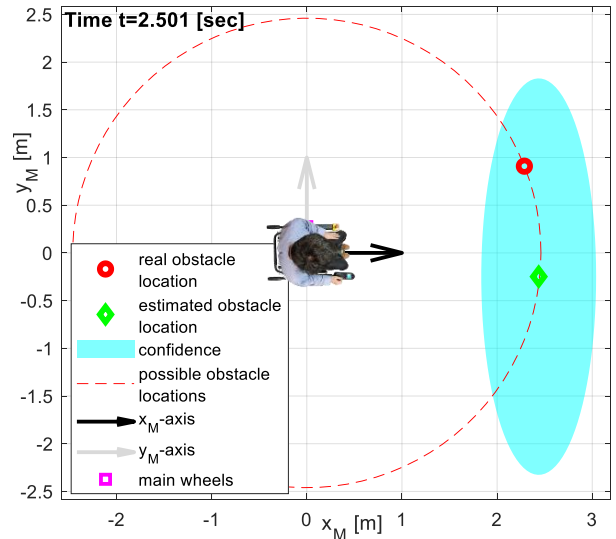 Time t=2.501 [sec]
2.5
2
1.5
1
0.5
0
-0.5
-1
-1.5
-2
-2.5
y_M [m]
real obstacle
location
estimated obstacle
location
confidence
possible obstacle
locations
x_M-axis
y_M-axis
main wheels
-2
-1
0
1
2
3
x_M [m]